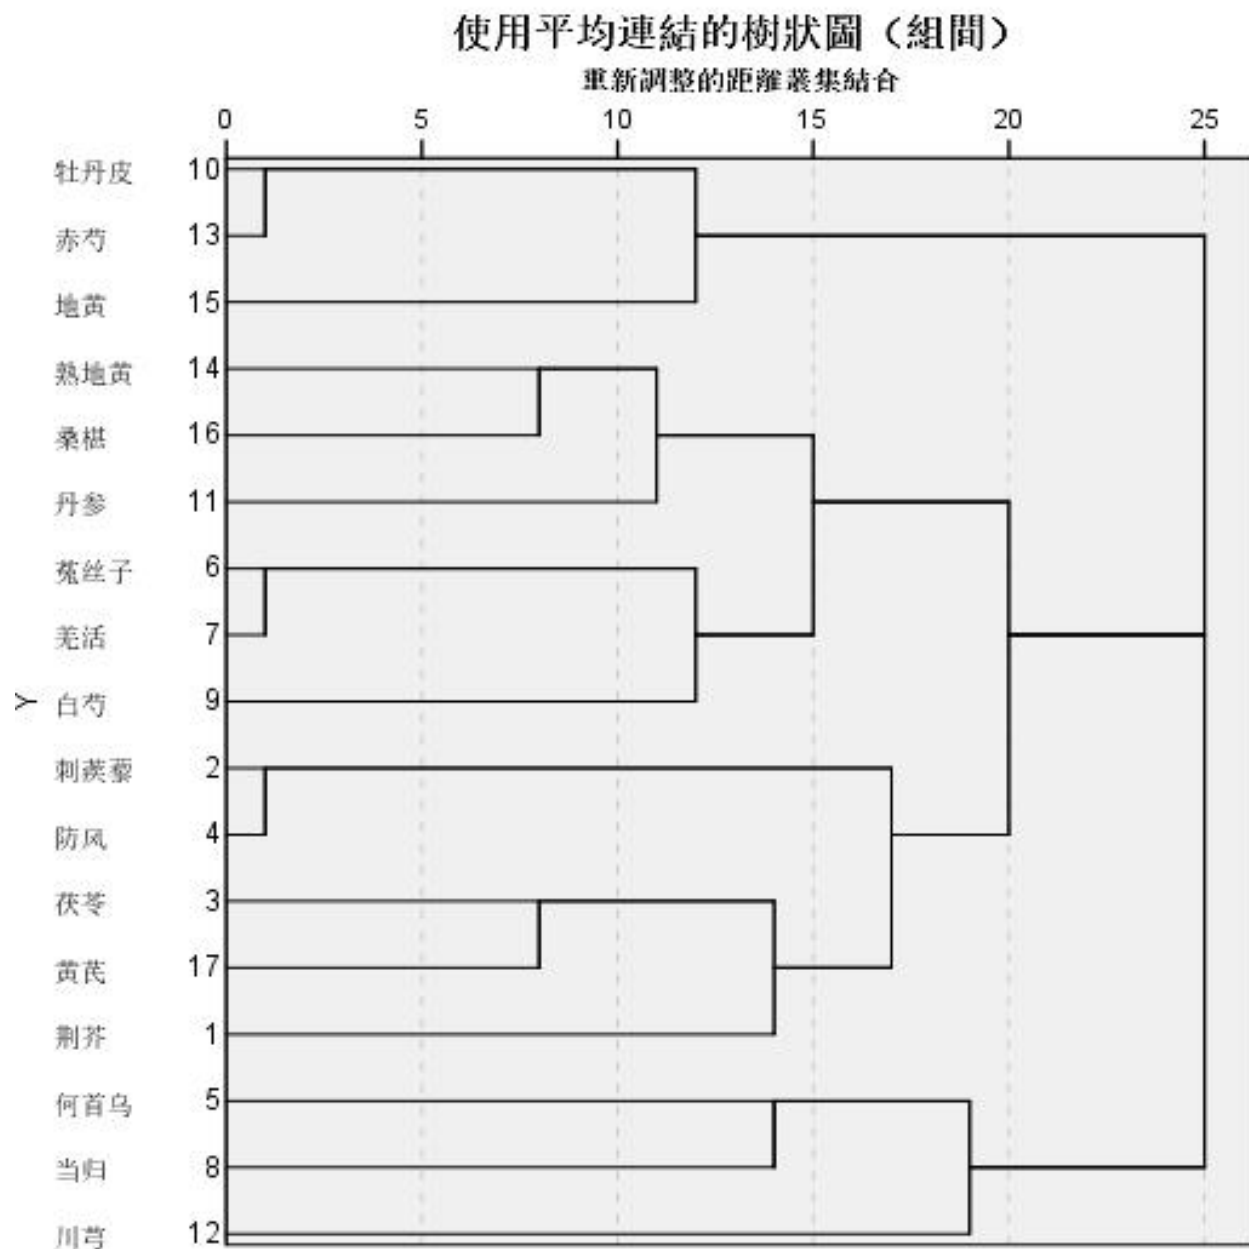 使用平均連結的樹狀圖（組間）
重新調整的距離叢集結合
0 5 10 15 20 25
牡丹皮 10
赤芍 13
地黄 15
熟地黄 14
桑椹 16
丹参 11
菟丝子 6
羌活 7
Y
白芍 9
刺蒺藜 2
防风 4
茯苓 3
黄芪 17
荆芥 1
何首乌 5
当归 8
川芎 12